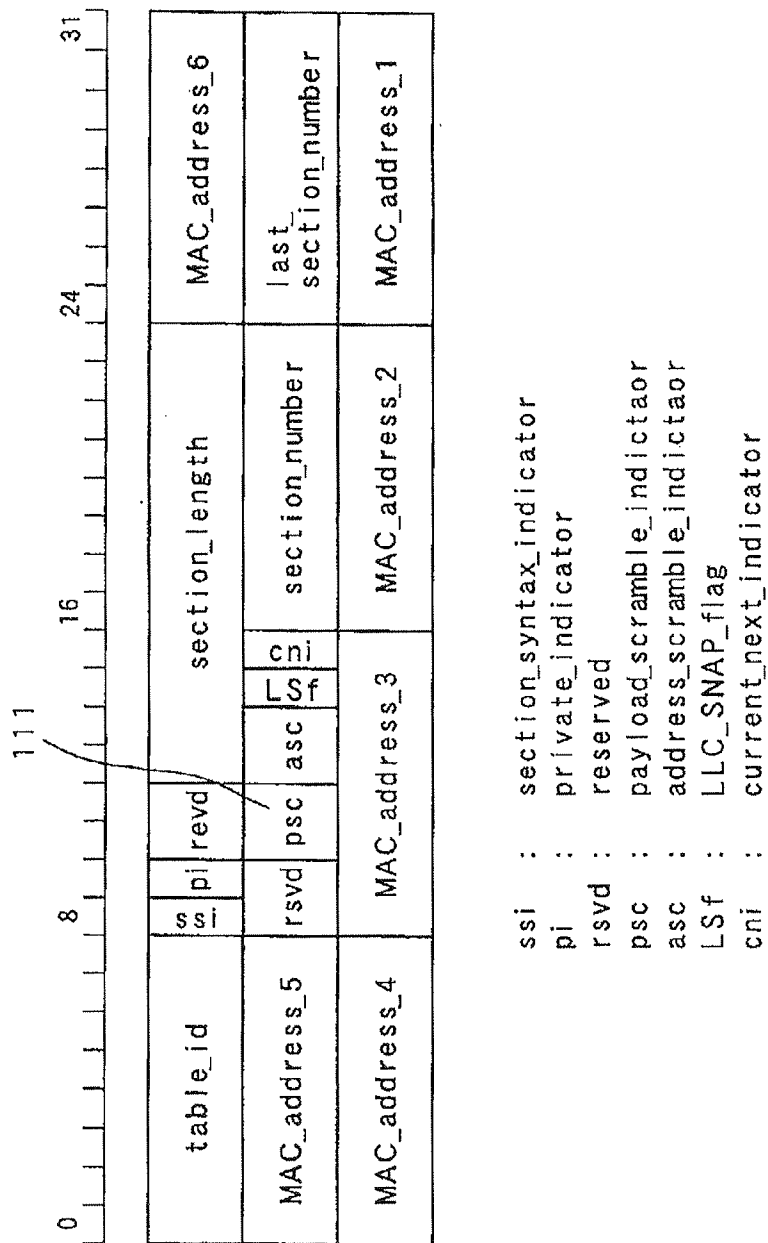 111
0 8 16 24 31
table_id ssi pi revd section_length MAC_address_6
MAC_address_5 rsvd psc asc LSf cni section_number last_
section_number
MAC_address_4 MAC_address_3 MAC_address_2 MAC_address_1
ssi : section_syntax_indicator
pi : private_indicator
rsvd : reserved
psc : payload_scramble_indictaor
asc : address_scramble_indictaor
LSf : LLC_SNAP_flag
cni : current_next_indicator